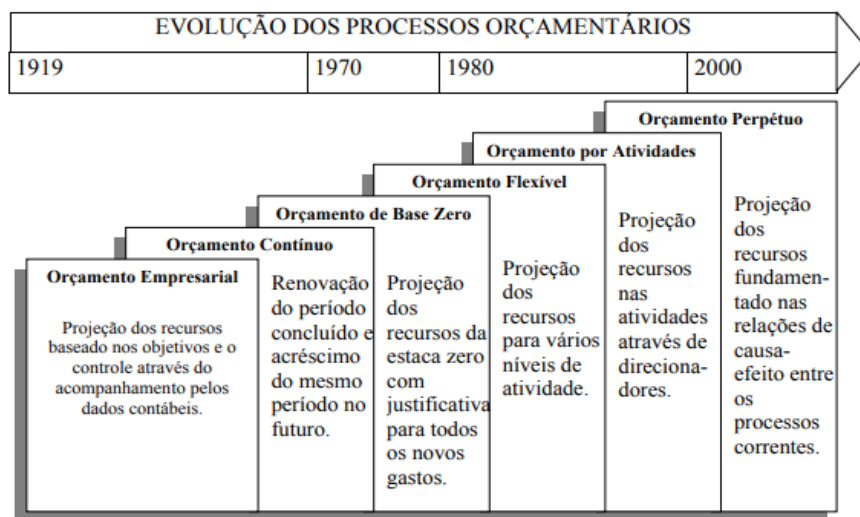 EVOLUÇÃO DOS PROCESSOS ORÇAMENTÁRIOS
1919
1970
1980
2000
Orçamento Empresarial
Projeção dos recursos
baseado nos objetivos e o
controle através do
acompanhamento pelos
dados contábeis.
Orçamento Contínuo
Renovação
do período
concluído e
acréscimo
do mesmo
período no
futuro.
Orçamento de Base Zero
Projeção
dos
recursos da
estaca zero
com
justificativa
para todos
os novos
gastos.
Orçamento Flexível
Projeção
dos
recursos
para vários
níveis de
atividade.
Orçamento por Atividades
Projeção
dos
recursos
nas
atividades
através de
direciona-
dores.
Orçamento Perpétuo
Projeção
dos
recursos
fundamen-
tado nas
relações de
causa-
efeito entre
os
processos
correntes.